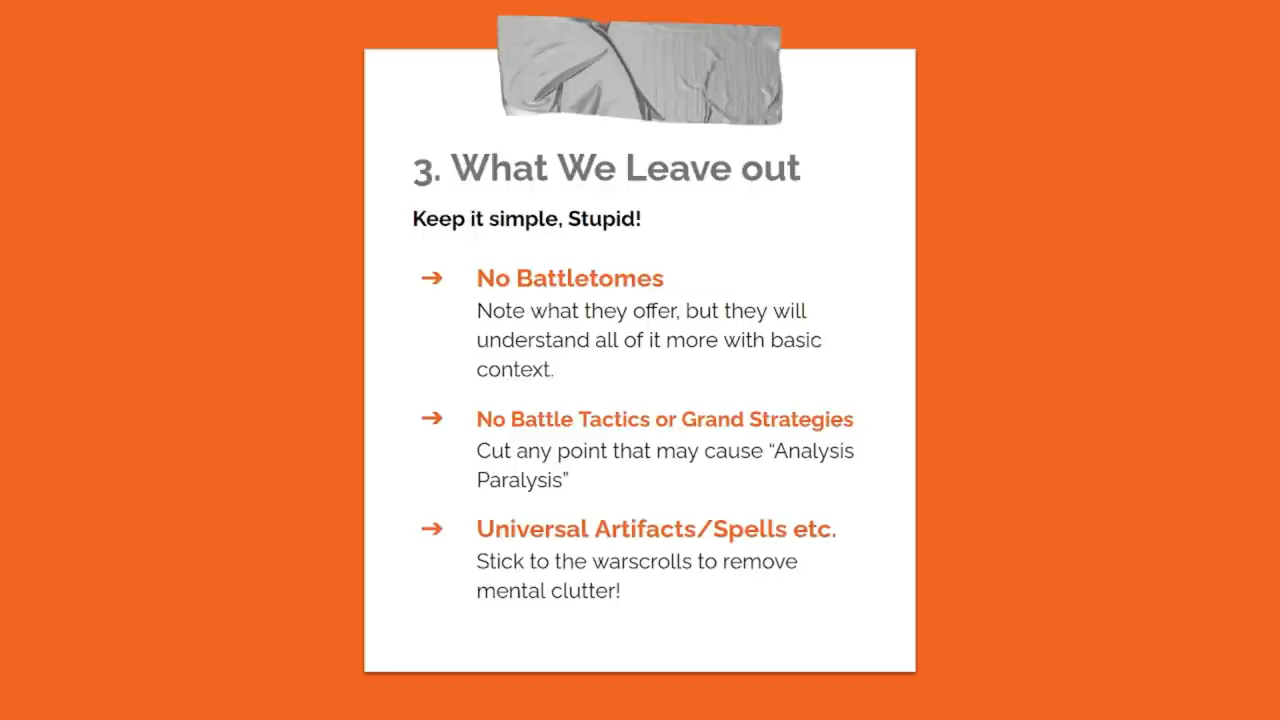 3. What We Leave out
Keep it simple, Stupid!
➔ No Battletomes
Note what they offer, but they will
understand all of it more with basic
context.
➔ No Battle Tactics or Grand Strategies
Cut any point that may cause “Analysis
Paralysis”
➔ Universal Artifacts/Spells etc.
Stick to the warscrolls to remove
mental clutter!